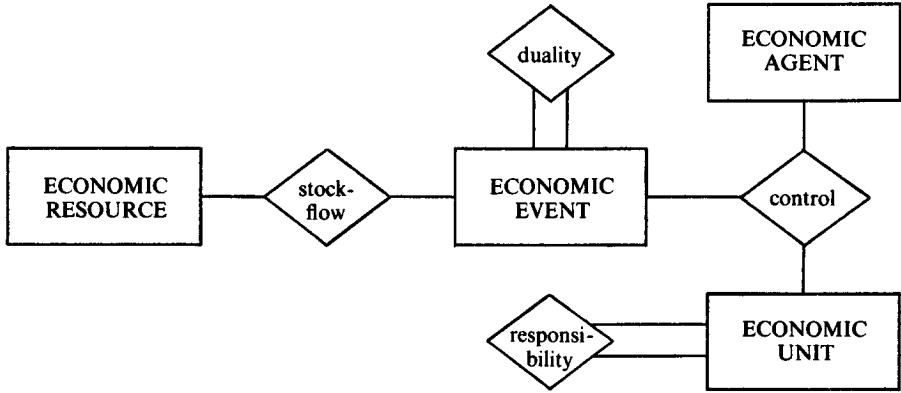 duality
ECONOMIC
AGENT
ECONOMIC
RESOURCE
stock-
flow
ECONOMIC
EVENT
control
responsi-
bility
ECONOMIC
UNIT